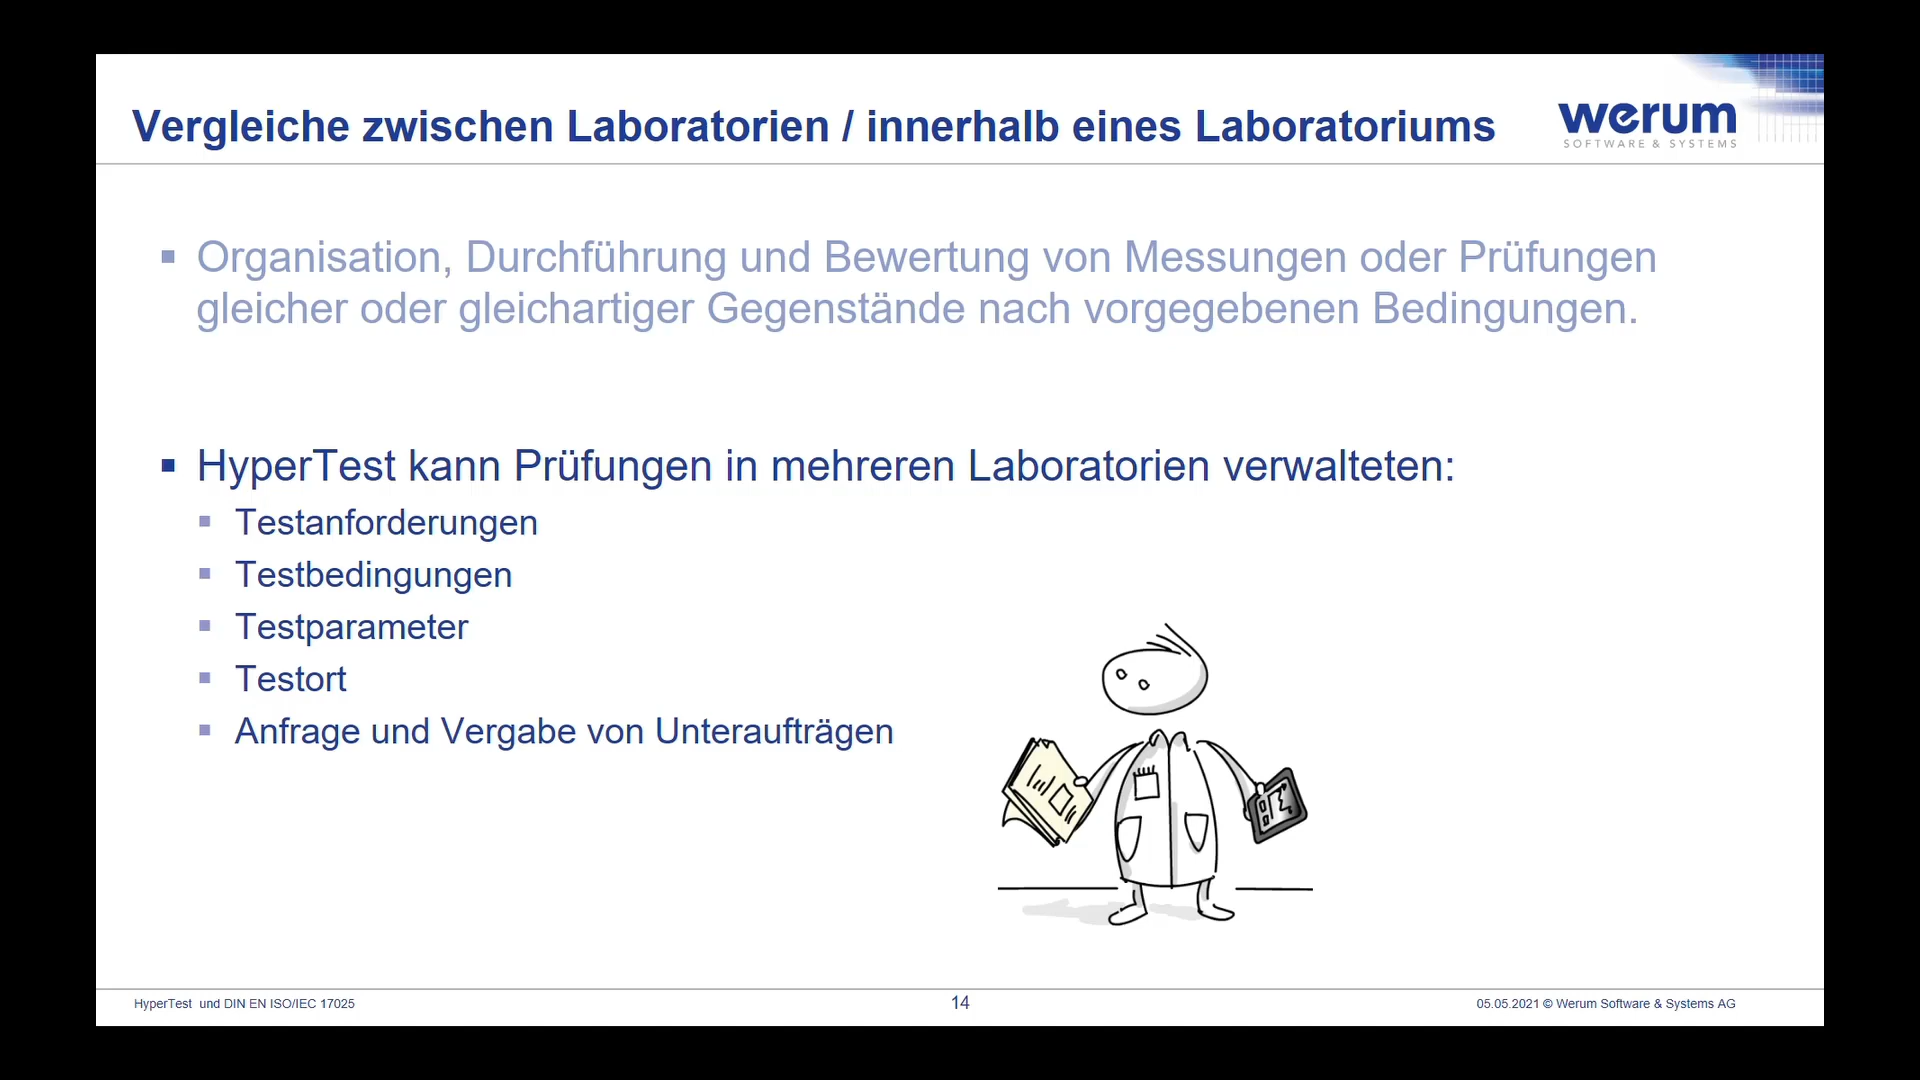 Vergleiche zwischen Laboratorien / innerhalb eines Laboratoriums
werum
SOFTWARE & SYSTEMS
Organisation, Durchführung und Bewertung von Messungen oder Prüfungen
gleicher oder gleichartiger Gegenstände nach vorgegebenen Bedingungen.
HyperTest kann Prüfungen in mehreren Laboratorien verwalteten:
Testanforderungen
Testbedingungen
Testparameter
Testort
Anfrage und Vergabe von Unteraufträgen
HyperTest und DIN EN ISO/IEC 17025
14
05.05.2021 © Werum Software & Systems AG